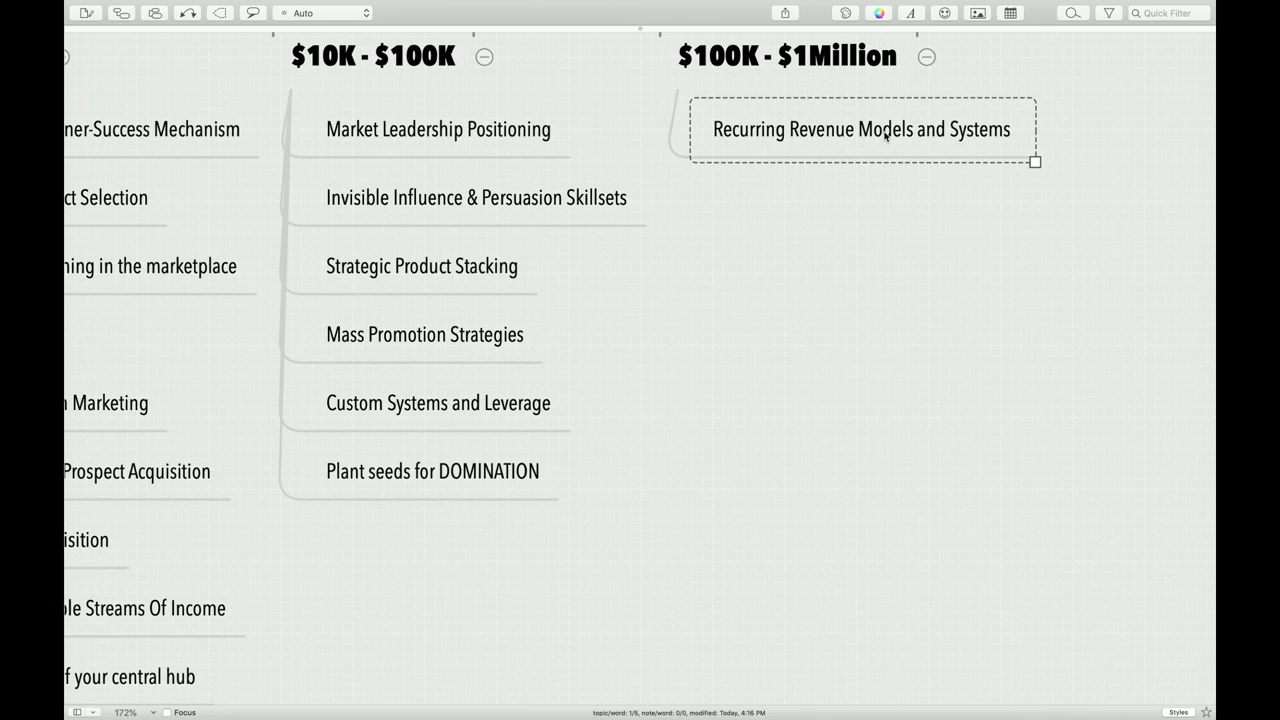 Auto
Quick Filter
$10K - $100K
$100K - $1Million
ner-Success Mechanism
Market Leadership Positioning
Recurring Revenue Models and Systems
ct Selection
Invisible Influence & Persuasion Skillsets
ning in the marketplace
Strategic Product Stacking
Mass Promotion Strategies
Marketing
Custom Systems and Leverage
Prospect Acquisition
Plant seeds for DOMINATION
isition
ple Streams Of Income
f your central hub
172%
Focus
topic/word: 1/5, note/word: 0/0, modified: Today, 4:16 PM
Styles